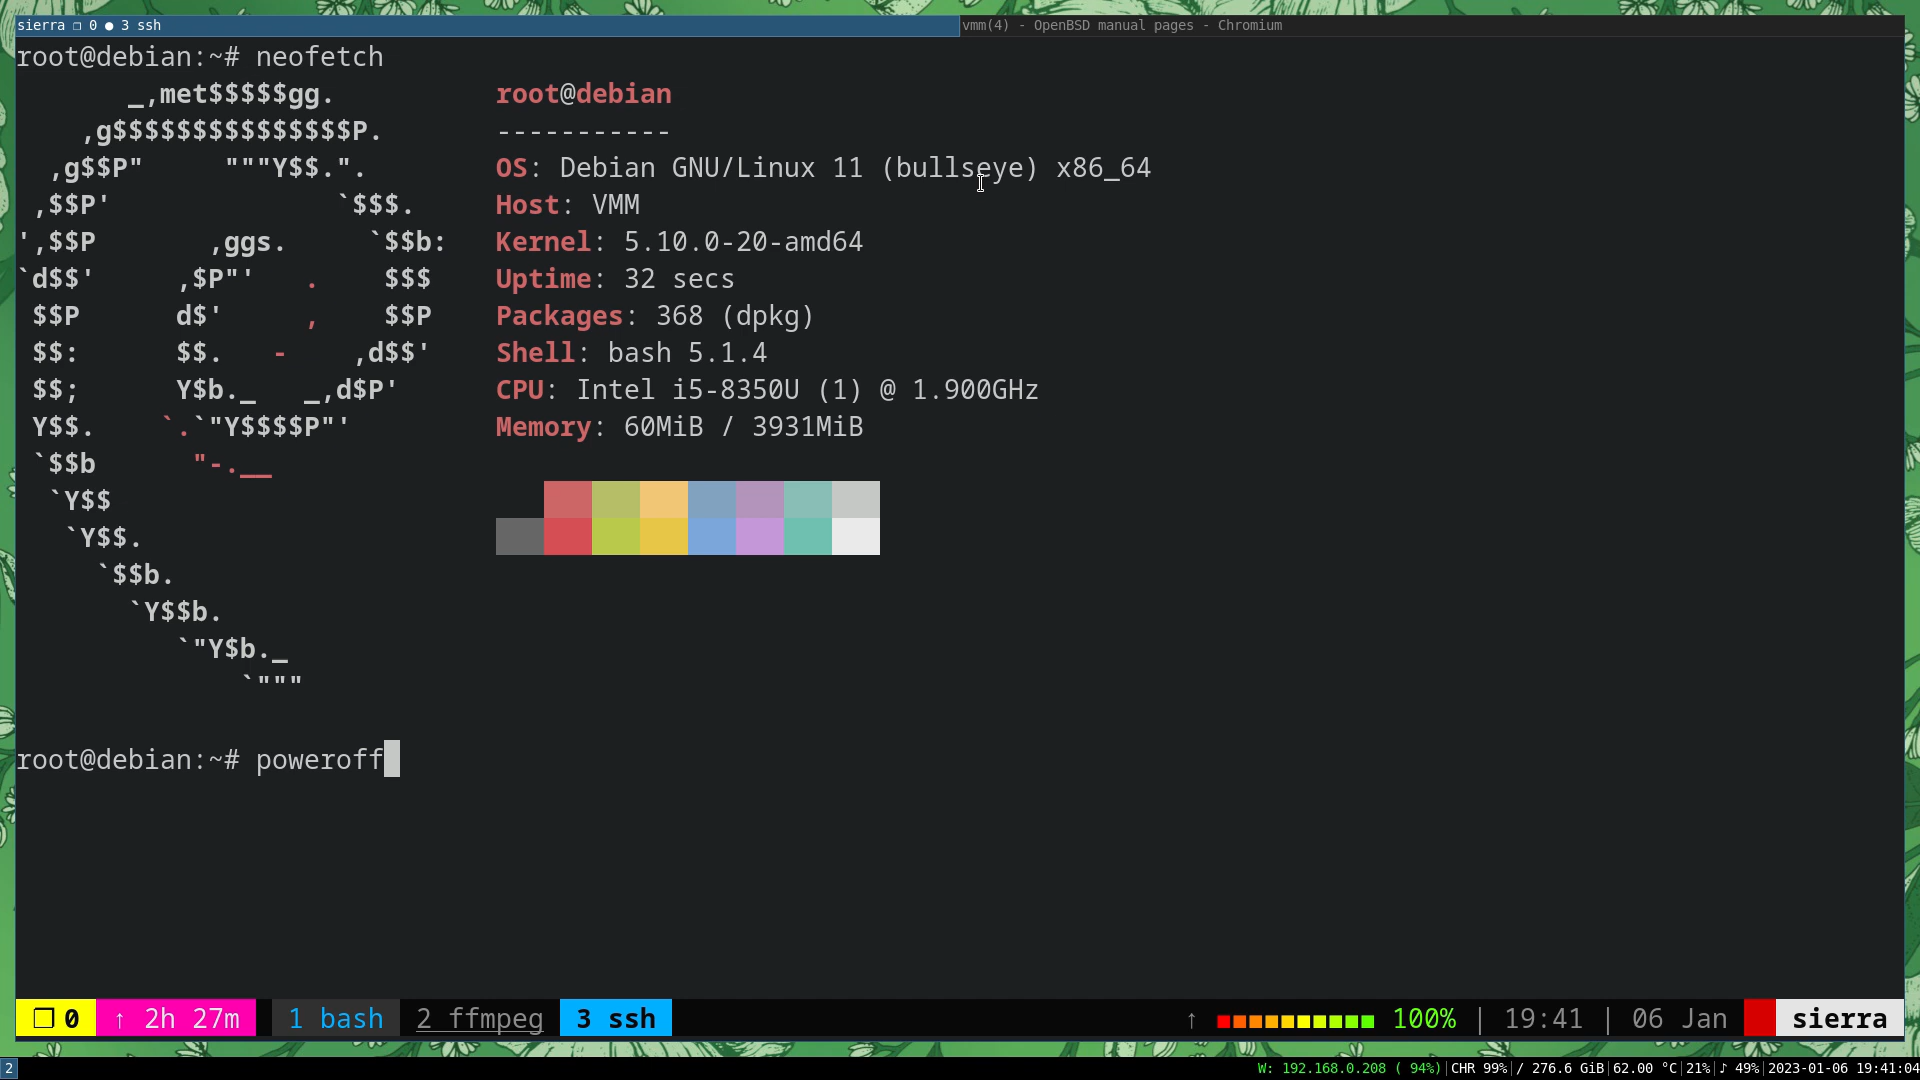 sierra ❐ 0 ● 3 ssh
vmm(4) - OpenBSD manual pages - Chromium
root@debian:~# neofetch
       _,met$$$$$gg.          root@debian
    ,g$$$$$$$$$$$$$$$P.       -----------
  ,g$$P"     """Y$$.".        OS: Debian GNU/Linux 11 (bullseye) x86_64
 ,$$P'              `$$$.     Host: VMM
',$$P       ,ggs.     `$$b:   Kernel: 5.10.0-20-amd64
`d$$'     ,$P"'   .    $$$    Uptime: 32 secs
 $$P      d$'     ,    $$P    Packages: 368 (dpkg)
 $$:      $$.   -    ,d$$'    Shell: bash 5.1.4
 $$;      Y$b._   _,d$P'      CPU: Intel i5-8350U (1) @ 1.900GHz
 Y$$.    `.`"Y$$$$P"'         Memory: 60MiB / 3931MiB
 `$$b      "-.__
  `Y$$
   `Y$$.
     `$$b.
       `Y$$b.
          `"Y$b._
              `"""
root@debian:~# poweroff
❐ 0 ↑ 2h 27m 1 bash 2 ffmpeg 3 ssh ↑ 100% | 19:41 | 06 Jan sierra
2 W: 192.168.0.208 ( 94%)|CHR 99%|/ 276.6 GiB|62.00 °C|21%|♪ 49%|2023-01-06 19:41:04